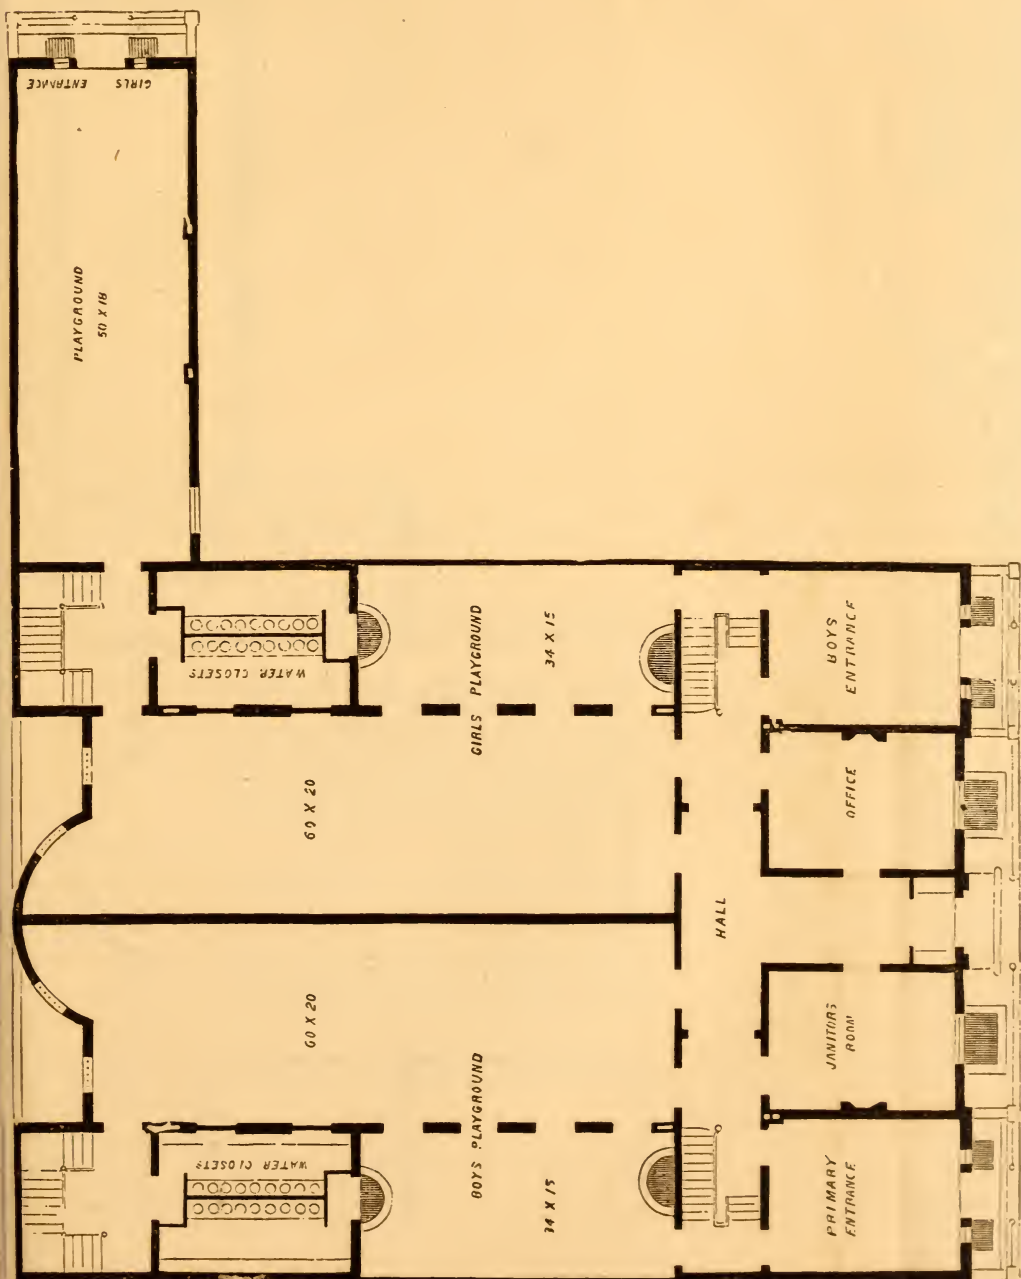 GIRLS ENTRANCE
PLAYGROUND
50 X 18
WATER CLOSETS
GIRLS PLAYGROUND
34 X 15
60 X 20
BOYS
ENTRANCE
OFFICE
HALL
60 X 20
JANITORS
ROOM
BOYS PLAYGROUND
34 X 15
WATER CLOSETS
PRIMARY
ENTRANCE